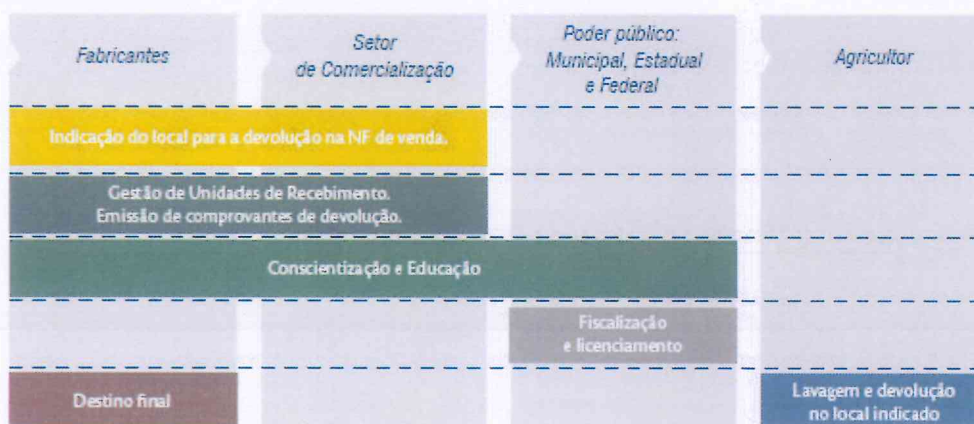 Fabricantes
Setor
de Comercialização
Poder público:
Municipal, Estadual
e Federal
Agricultor
Indicação do local para a devolução na NF de venda.
Gestão de Unidades de Recebimento.
Emissão de comprovantes de devolução.
Conscientização e Educação
Fiscalização
e licenciamento
Destino final
Lavagem e devolução
no local indicado